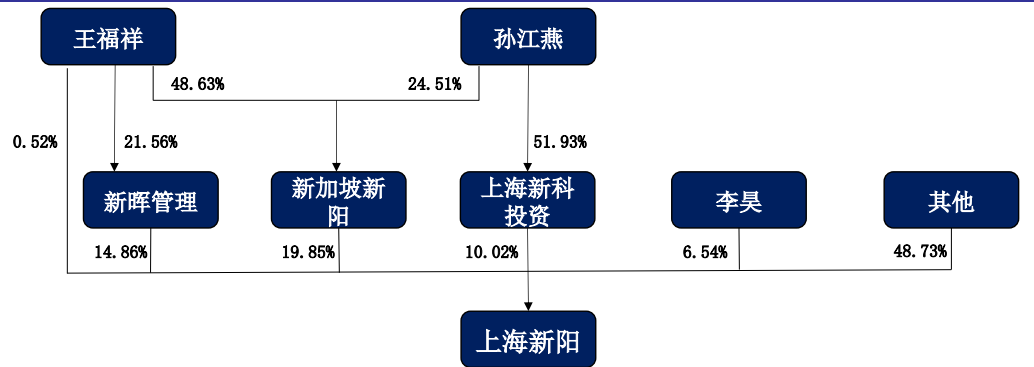 王福祥
孙江燕
48.63%
24.51%
0.52%
21.56%
51.93%
新晖管理
新加坡新
阳
上海新科
投资
李昊
其他
14.86%
19.85%
10.02%
6.54%
48.73%
上海新阳